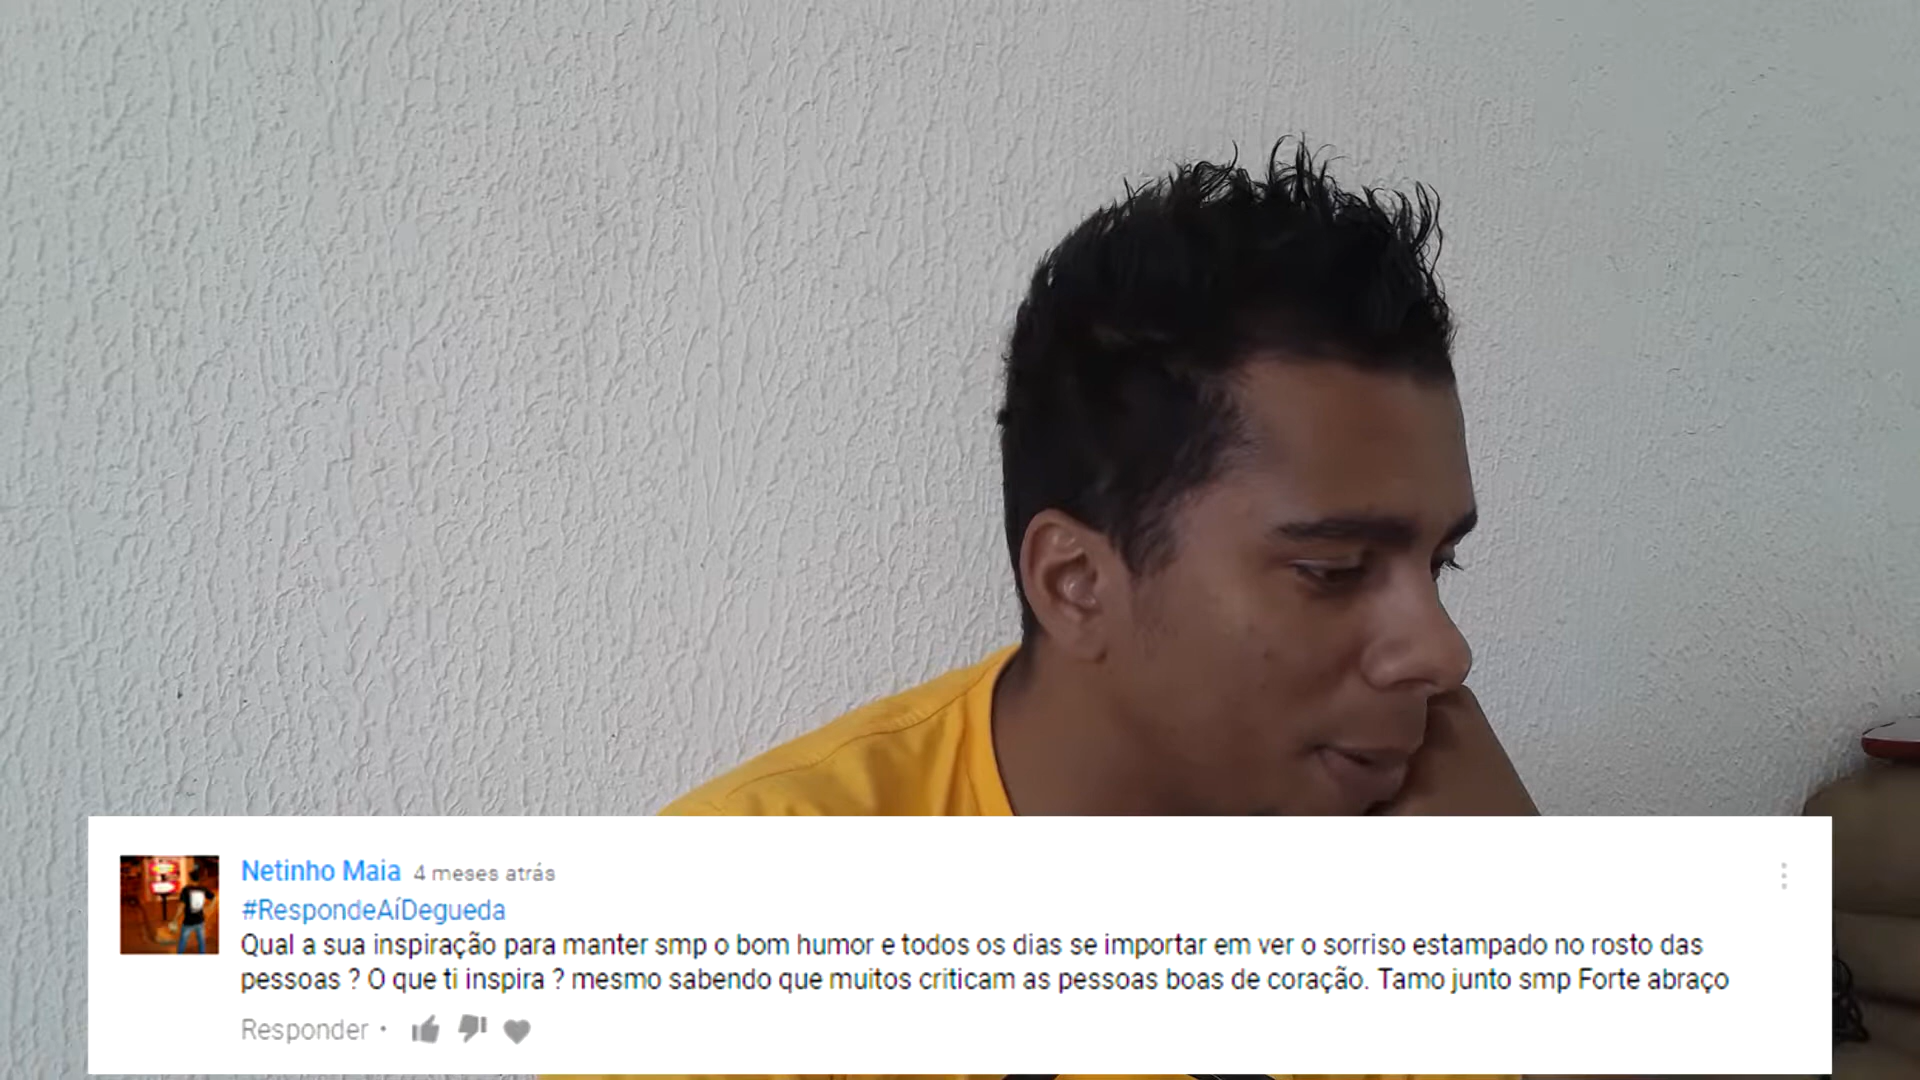 Netinho Maia 4 meses atrás
#RespondeAíDegueda
Qual a sua inspiração para manter smp o bom humor e todos os dias se importar em ver o sorriso estampado no rosto das
pessoas ? O que ti inspira ? mesmo sabendo que muitos criticam as pessoas boas de coração. Tamo junto smp Forte abraço
Responder •